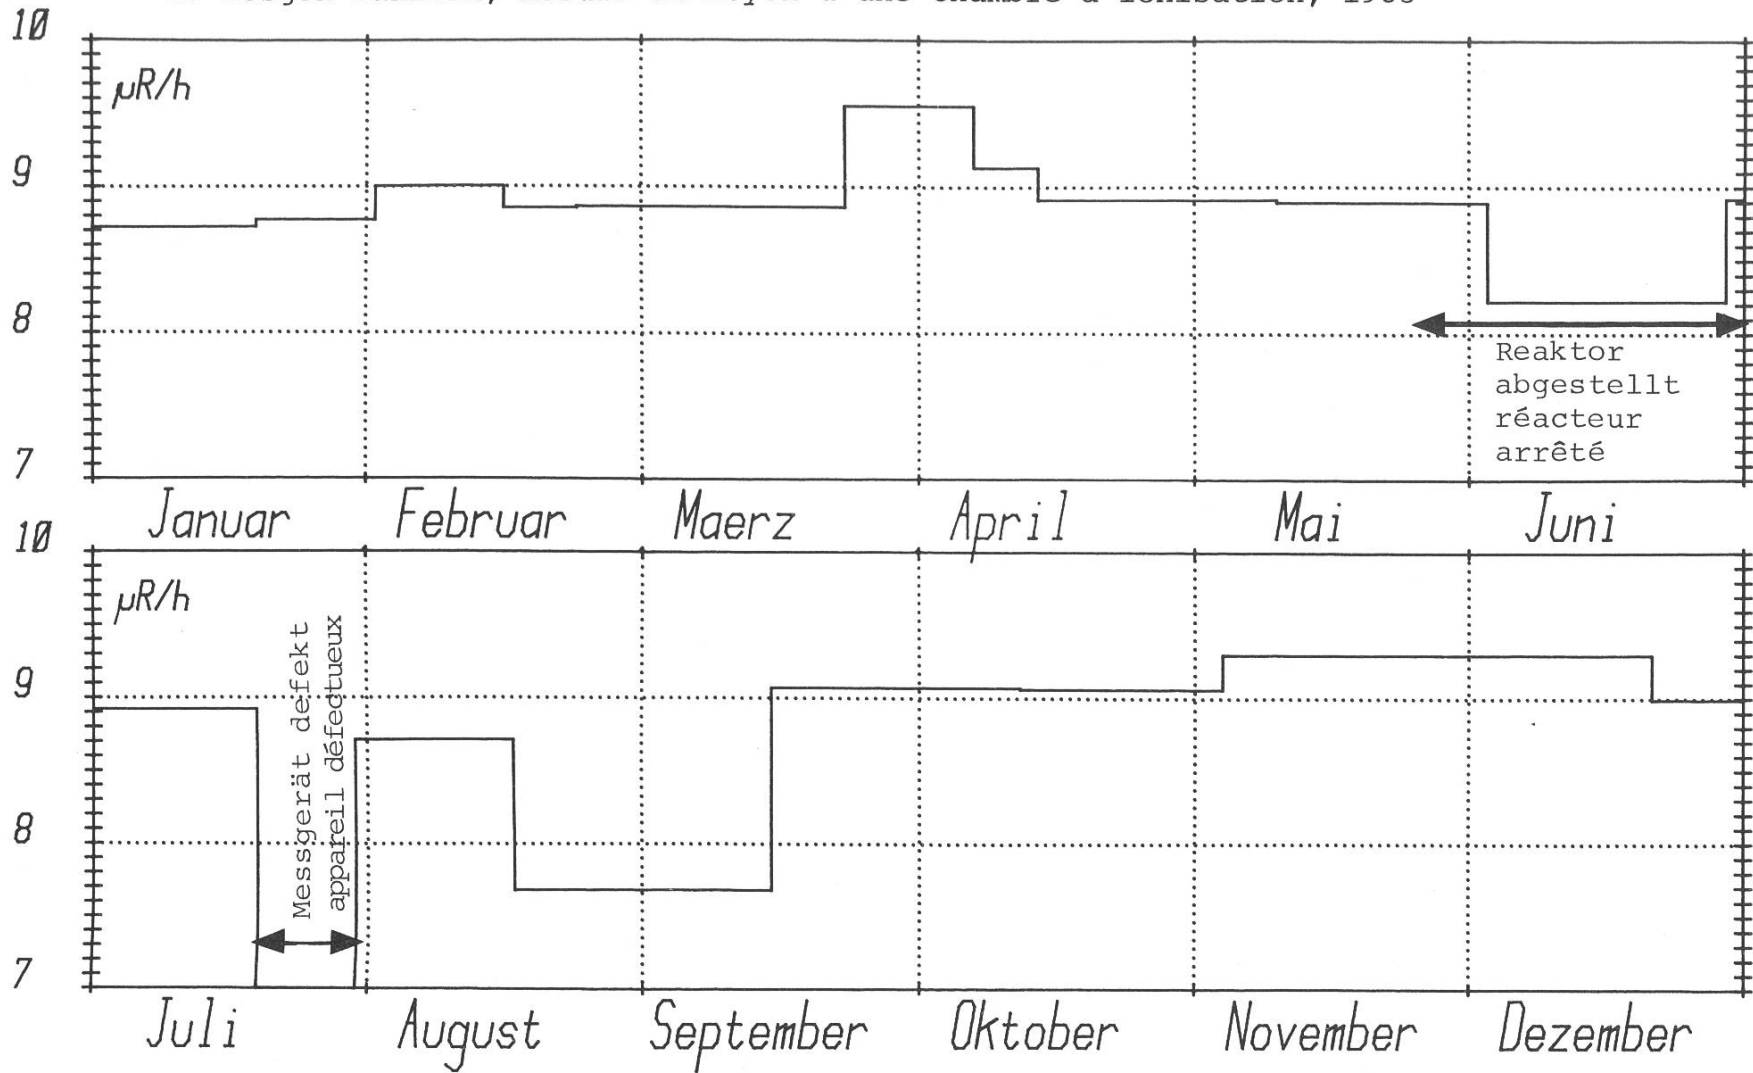 10
µR/h
9
8
7
Reaktor
abgestellt
réacteur
arrêté
Januar Februar Maerz April Mai Juni
10
µR/h
9
8
7
Messgerät defekt
appareil défectueux
Juli August September Oktober November Dezember